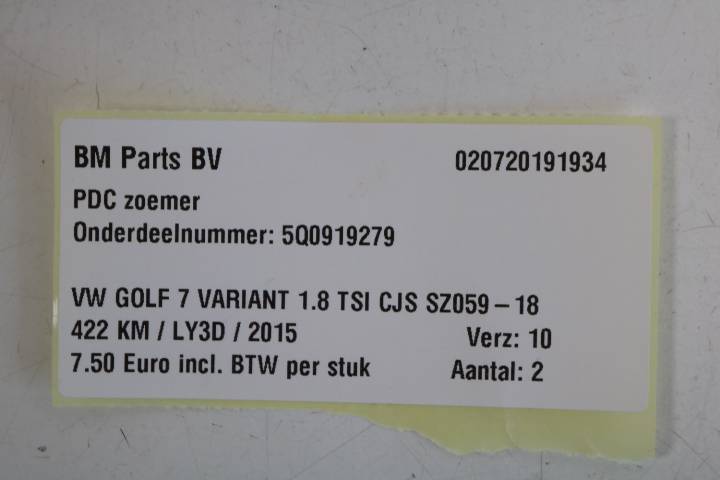 BM Parts BV 020720191934
PDC zoemer
Onderdeelnummer: 5Q0919279
VW GOLF 7 VARIANT 1.8 TSI CJS SZ059-18
422 KM / LY3D / 2015 Verz: 10
7.50 Euro incl. BTW per stuk Aantal: 2